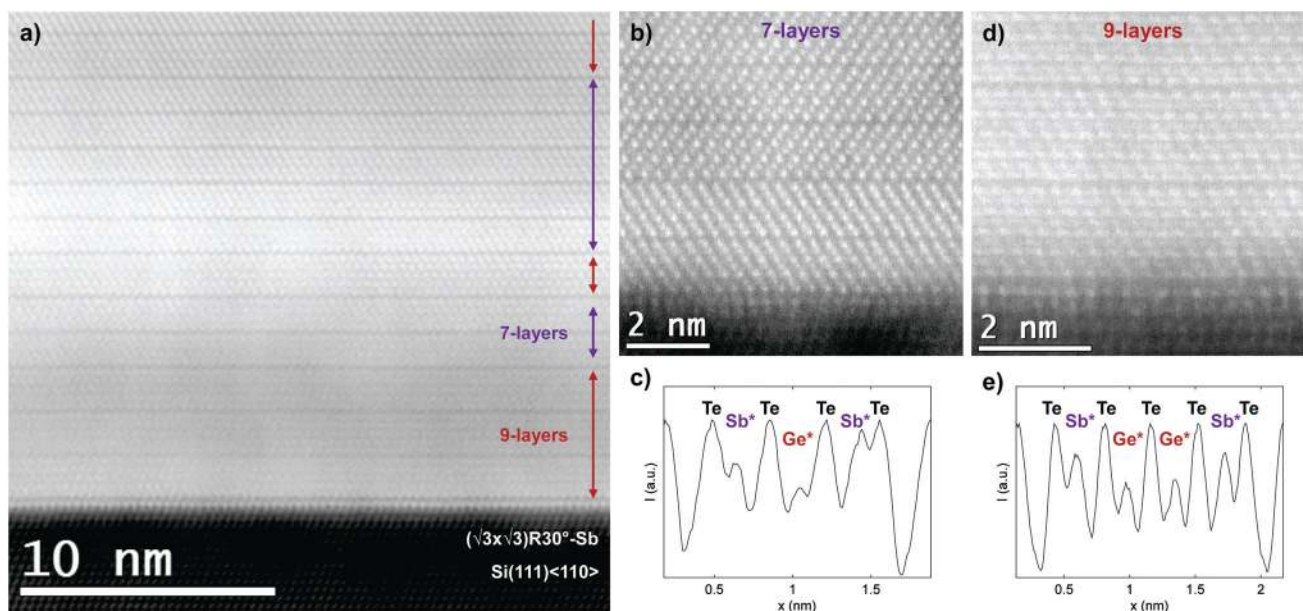 a)
7-layers
9-layers
(√3x√3)R30°-Sb
Si(111)<110>
10 nm
b)
7-layers
2 nm
c)
Te Te Te Te
Sb* Sb*
Ge*
I (a.u.)
0.5 1 1.5
x (nm)
d)
9-layers
2 nm
e)
Te Te Te Te Te
Sb* Sb*
Ge* Ge*
I (a.u.)
0.5 1 1.5 2
x (nm)